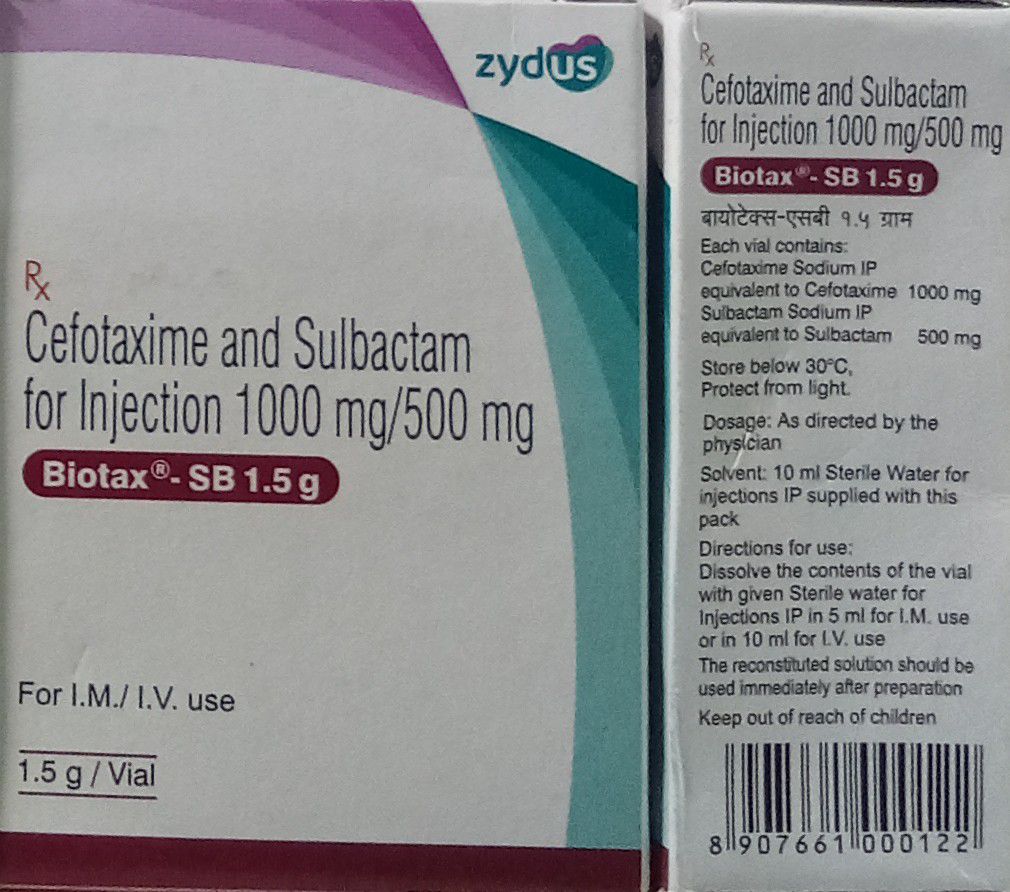 zydus
Rx
Cefotaxime and Sulbactam
for Injection 1000 mg/500 mg
Biotax®- SB 1.5 g
For I.M./ I.V. use
1.5 g / Vial
Rx
Cefotaxime and Sulbactam
for Injection 1000 mg/500 mg
Biotax®- SB 1.5 g
बायोटेक्स-एसबी १.५ ग्राम
Each vial contains:
Cefotaxime Sodium IP
equivalent to Cefotaxime 1000 mg
Sulbactam Sodium IP
equivalent to Sulbactam 500 mg
Store below 30°C,
Protect from light.
Dosage: As directed by the
physician
Solvent: 10 ml Sterile Water for
injections IP supplied with this
pack
Directions for use:
Dissolve the contents of the vial
with given Sterile water for
Injections IP in 5 ml for I.M. use
or in 10 ml for I.V. use
The reconstituted solution should be
used immediately after preparation
Keep out of reach of children
8 907661 000122